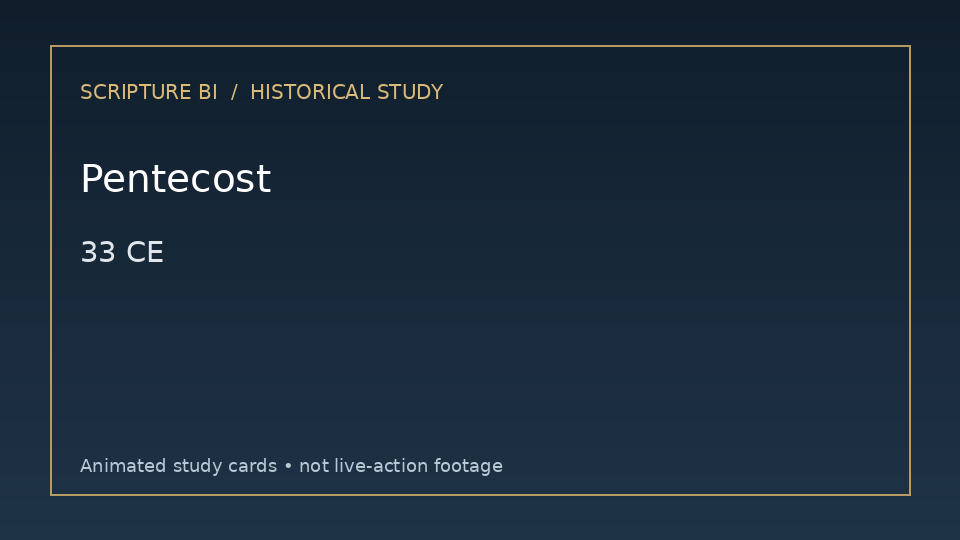 SCRIPTURE BI / HISTORICAL STUDY
Pentecost
33 CE
Animated study cards • not live-action footage